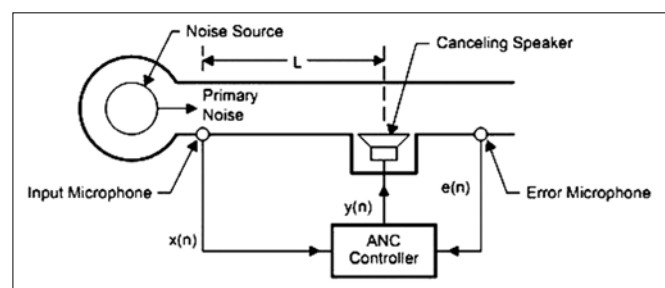 Noise Source
Canceling Speaker
L
Primary
Noise
Input Microphone
Error Microphone
y(n)
e(n)
x(n)
ANC
Controller